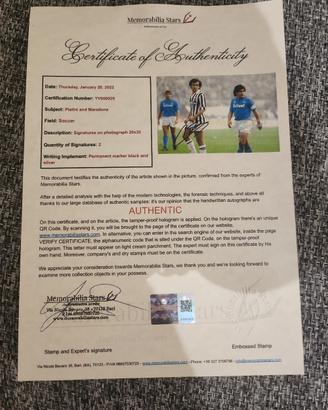 Memorabilia Stars
Certificate of Authenticity
Date: Thursday, January 20, 2022
Certification Number:
Subject: Platini and Maradona
Field: Soccer
Description: Signatures on photograph 20x30
Quantity of Signatures: 2
Writing Implement: Permanent marker black and
silver
This document testifies the authenticity of the article shown in the picture, confirmed from the experts of
Memorabilia Stars.
After a detailed analysis with the help of the modern technologies, the forensic techniques, and above all
thanks to our large database of authentic samples: it's our opinion that the handwritten autographs are
AUTHENTIC
On this certificate, and on the article, the tamper-proof hologram is applied. On the hologram there's an unique
QR Code. By scanning it, you will be brought to the page of the certificate on our website,
www.memorabiliastars.com. In alternative, you can enter in the search engine of our website, inside the page
VERIFY CERTIFICATE, the alphanumeric code that is sited under the QR Code, on the tamper-proof
hologram. This letter must appear on light cream parchment. The expert must sign on this certificate by His
own hand. Moreover, company's and dry stamps must be on the certificate.
We appreciate your consideration towards Memorabilia Stars, we thank you and we're looking forward to
examine more collection objects in your possess.
Memorabilia Stars
www.memorabiliastars.com
Stamp and Expert's signature
Embossed Stamp